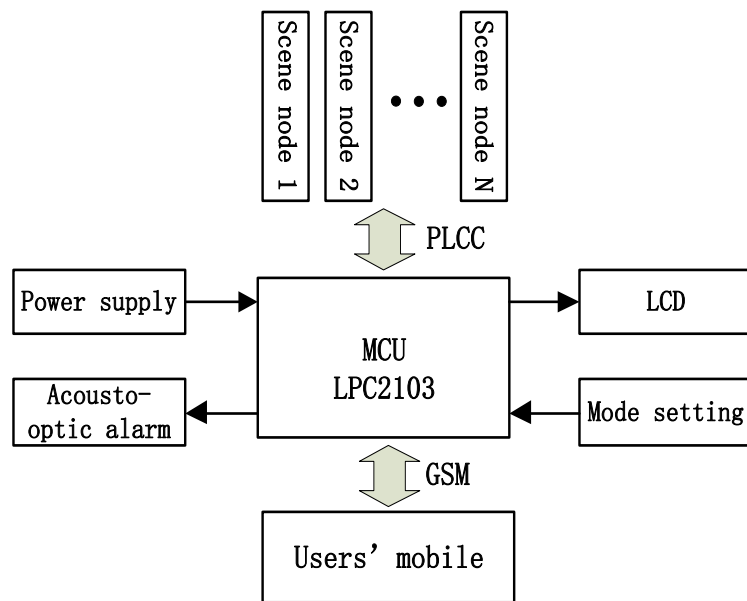 Scene node 1
Scene node 2
Scene node N
PLCC
Power supply
MCU
LPC2103
LCD
Acousto-
optic alarm
Mode setting
GSM
Users' mobile